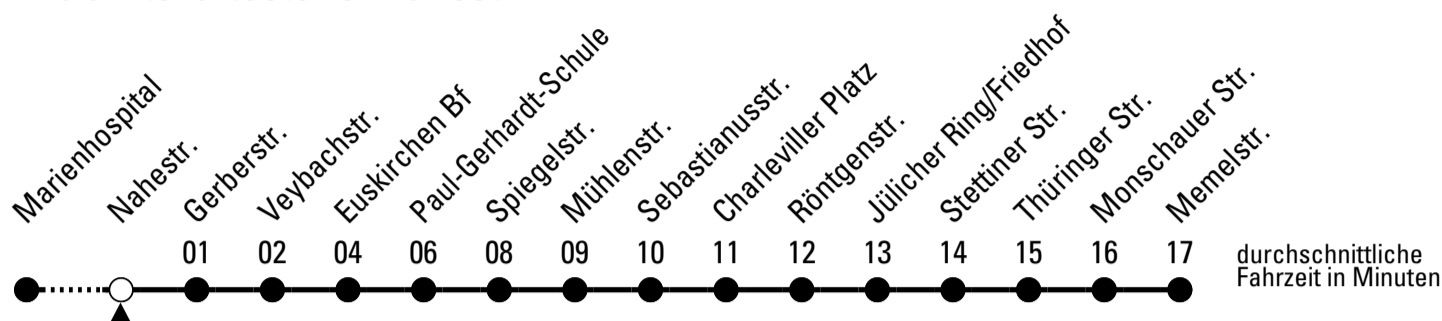 Marienhospital
Nahestr.
Gerberstr.
Veybachstr.
Euskirchen Bf
Paul-Gerhardt-Schule
Spiegelstr.
Mühlenstr.
Sebastianusstr.
Charleviller Platz
Röntgenstr.
Jülicher Ring/Friedhof
Stettiner Str.
Thüringer Str.
Monschauer Str.
Memelstr.
01 02 04 06 08 09 10 11 12 13 14 15 16 17
durchschnittliche
Fahrzeit in Minuten